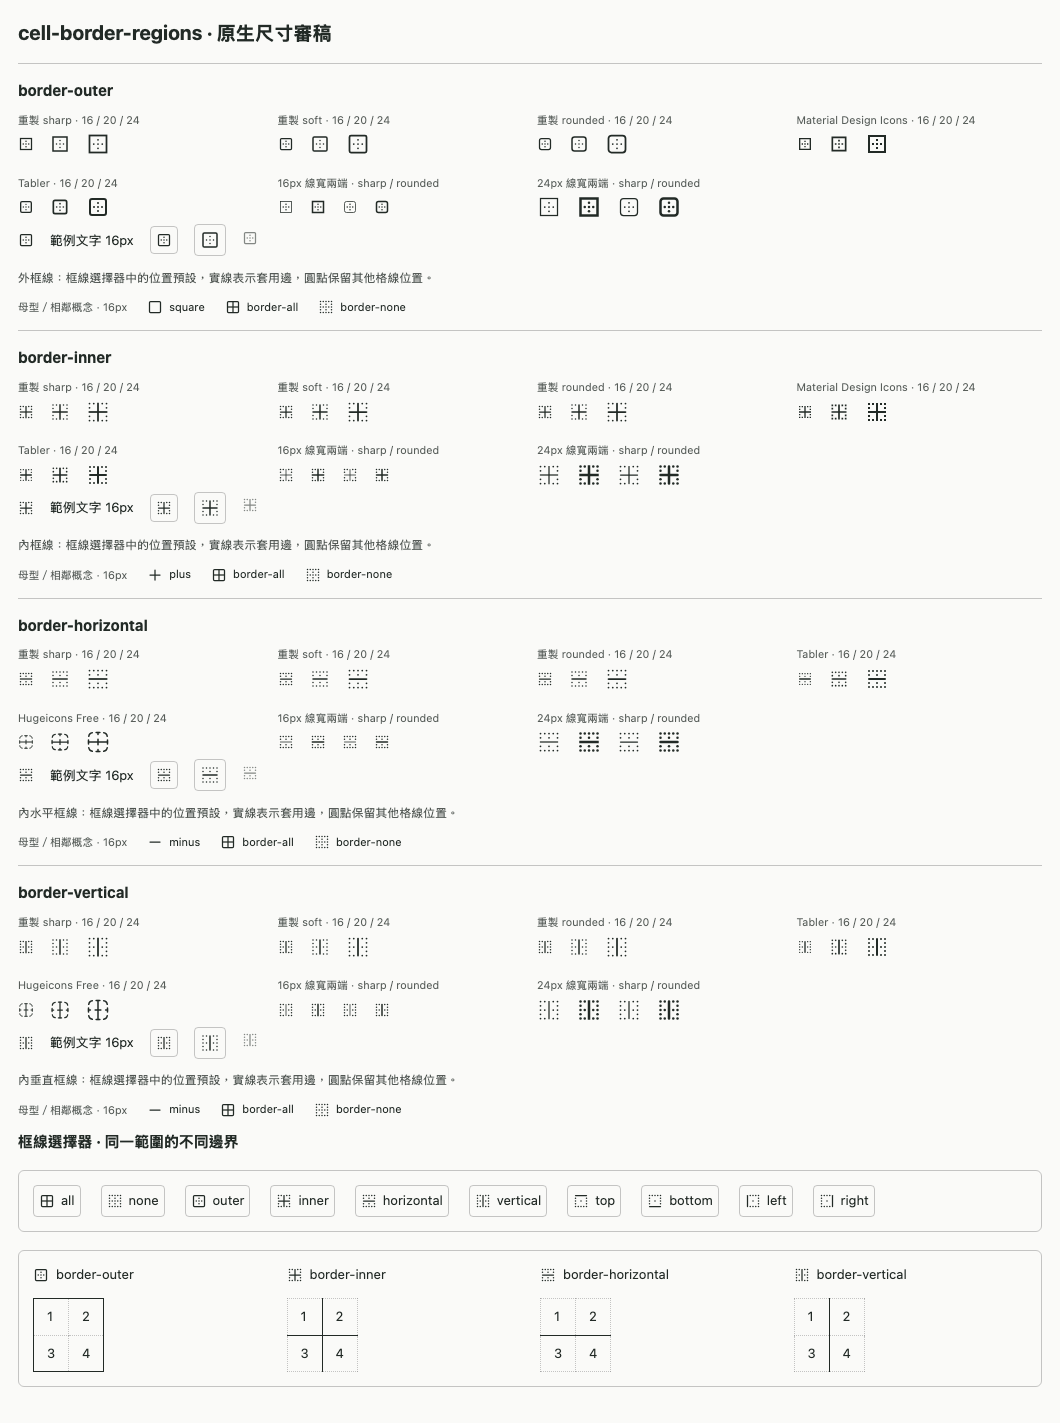 cell-border-regions · 原生尺寸審稿
border-outer
重製 sharp · 16 / 20 / 24
重製 soft · 16 / 20 / 24
重製 rounded · 16 / 20 / 24
Material Design Icons · 16 / 20 / 24
Tabler · 16 / 20 / 24
16px 線寬兩端 · sharp / rounded
24px 線寬兩端 · sharp / rounded
範例文字 16px
外框線：框線選擇器中的位置預設，實線表示套用邊，圓點保留其他格線位置。
母型 / 相鄰概念 · 16px square border-all border-none
border-inner
重製 sharp · 16 / 20 / 24
重製 soft · 16 / 20 / 24
重製 rounded · 16 / 20 / 24
Material Design Icons · 16 / 20 / 24
Tabler · 16 / 20 / 24
16px 線寬兩端 · sharp / rounded
24px 線寬兩端 · sharp / rounded
範例文字 16px
內框線：框線選擇器中的位置預設，實線表示套用邊，圓點保留其他格線位置。
母型 / 相鄰概念 · 16px plus border-all border-none
border-horizontal
重製 sharp · 16 / 20 / 24
重製 soft · 16 / 20 / 24
重製 rounded · 16 / 20 / 24
Tabler · 16 / 20 / 24
Hugeicons Free · 16 / 20 / 24
16px 線寬兩端 · sharp / rounded
24px 線寬兩端 · sharp / rounded
範例文字 16px
內水平框線：框線選擇器中的位置預設，實線表示套用邊，圓點保留其他格線位置。
母型 / 相鄰概念 · 16px minus border-all border-none
border-vertical
重製 sharp · 16 / 20 / 24
重製 soft · 16 / 20 / 24
重製 rounded · 16 / 20 / 24
Tabler · 16 / 20 / 24
Hugeicons Free · 16 / 20 / 24
16px 線寬兩端 · sharp / rounded
24px 線寬兩端 · sharp / rounded
範例文字 16px
內垂直框線：框線選擇器中的位置預設，實線表示套用邊，圓點保留其他格線位置。
母型 / 相鄰概念 · 16px minus border-all border-none
框線選擇器 · 同一範圍的不同邊界
all none outer inner horizontal vertical top bottom left right
border-outer border-inner border-horizontal border-vertical
1 2 1 2 1 2 1 2
3 4 3 4 3 4 3 4